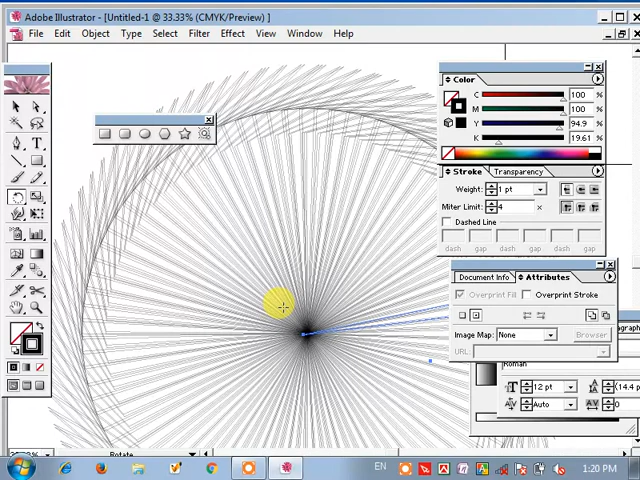 Adobe Illustrator - [Untitled-1 @ 33.33% (CMYK/Preview) ]
File Edit Object Type Select Filter Effect View Window Help
Color
C 100 %
M 100 %
Y 94.9 %
K 19.61 %
Stroke Transparency
Weight: 1 pt
Miter Limit: 4 x
Dashed Line
dash gap dash gap dash gap
Document Info Attributes
Overprint Fill Overprint Stroke
Image Map: None Browser
URL
Roman
12 pt (14.4 p
Auto 0
Rotate
EN
1:20 PM